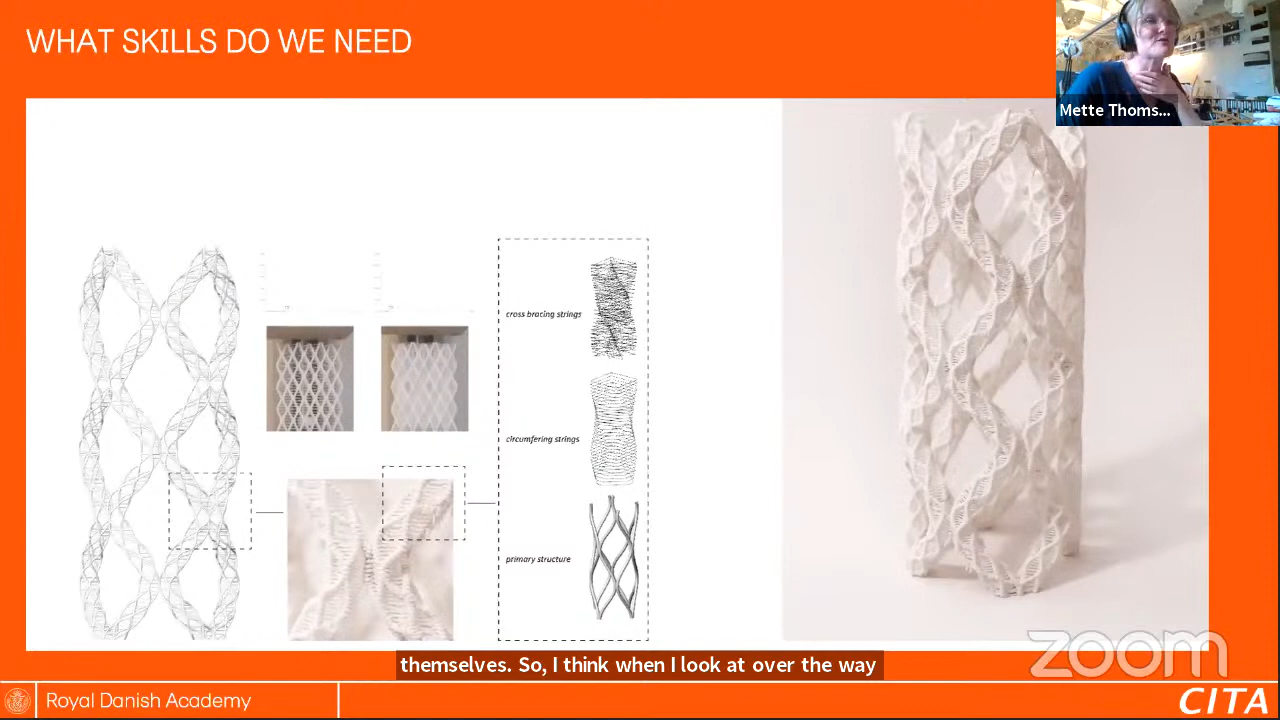 WHAT SKILLS DO WE NEED
Mette Thoms...
cross bracing strings
circumfering strings
primary structure
themselves. So, I think when I look at over the way
zoom
Royal Danish Academy
CITA